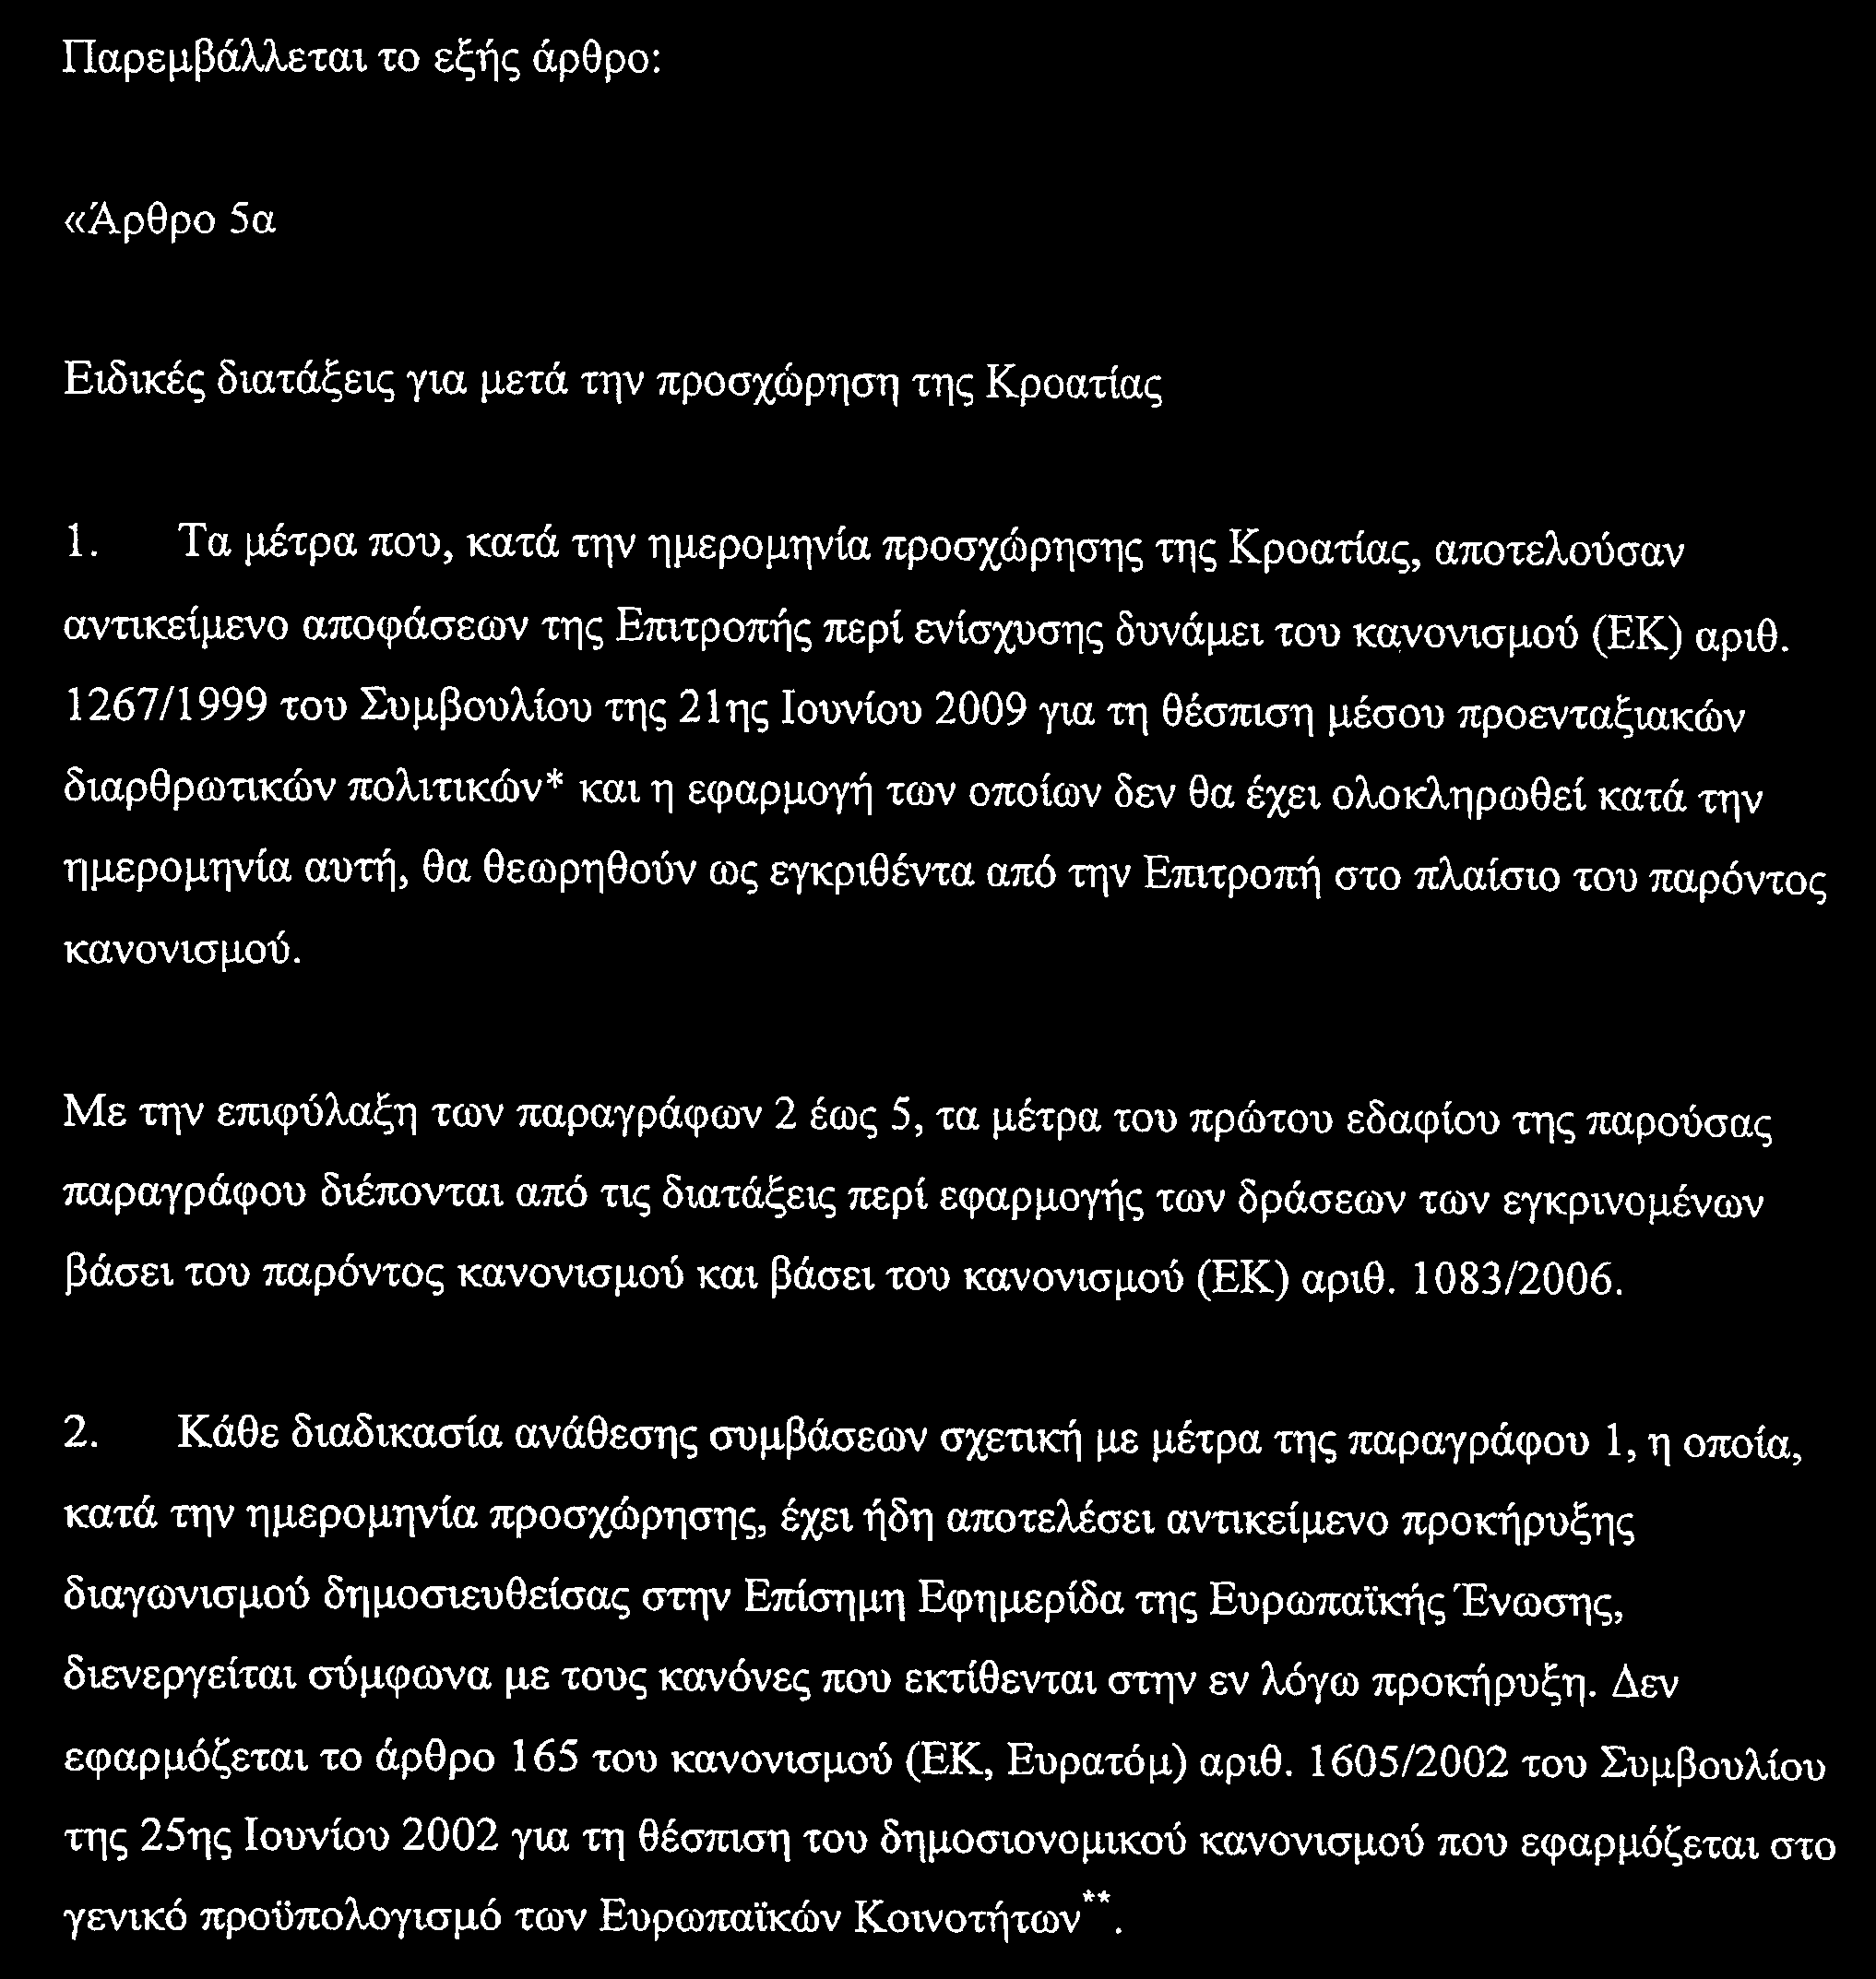 Παρεμβάλλεται το εξής άρθρο:
«Άρθρο 5α
Ειδικές διατάξεις για μετά την προσχώρηση της Κροατίας
1. Τα μέτρα που, κατά την ημερομηνία προσχώρησης της Κροατίας, αποτελούσαν
αντικείμενο αποφάσεων της Επιτροπής περί ενίσχυσης δυνάμει του κανονισμού (ΕΚ) αριθ.
1267/1999 του Συμβουλίου της 21ης Ιουνίου 2009 για τη θέσπιση μέσου προενταξιακών
διαρθρωτικών πολιτικών* και η εφαρμογή των οποίων δεν θα έχει ολοκληρωθεί κατά την
ημερομηνία αυτή, θα θεωρηθούν ως εγκριθέντα από την Επιτροπή στο πλαίσιο του παρόντος
κανονισμού.
Με την επιφύλαξη των παραγράφων 2 έως 5, τα μέτρα του πρώτου εδαφίου της παρούσας
παραγράφου διέπονται από τις διατάξεις περί εφαρμογής των δράσεων των εγκρινομένων
βάσει του παρόντος κανονισμού και βάσει του κανονισμού (ΕΚ) αριθ. 1083/2006.
2. Κάθε διαδικασία ανάθεσης συμβάσεων σχετική με μέτρα της παραγράφου 1, η οποία,
κατά την ημερομηνία προσχώρησης, έχει ήδη αποτελέσει αντικείμενο προκήρυξης
διαγωνισμού δημοσιευθείσας στην Επίσημη Εφημερίδα της Ευρωπαϊκής Ένωσης,
διενεργείται σύμφωνα με τους κανόνες που εκτίθενται στην εν λόγω προκήρυξη. Δεν
εφαρμόζεται το άρθρο 165 του κανονισμού (ΕΚ, Ευρατόμ) αριθ. 1605/2002 του Συμβουλίου
της 25ης Ιουνίου 2002 για τη θέσπιση του δημοσιονομικού κανονισμού που εφαρμόζεται στο
γενικό προϋπολογισμό των Ευρωπαϊκών Κοινοτήτων**.